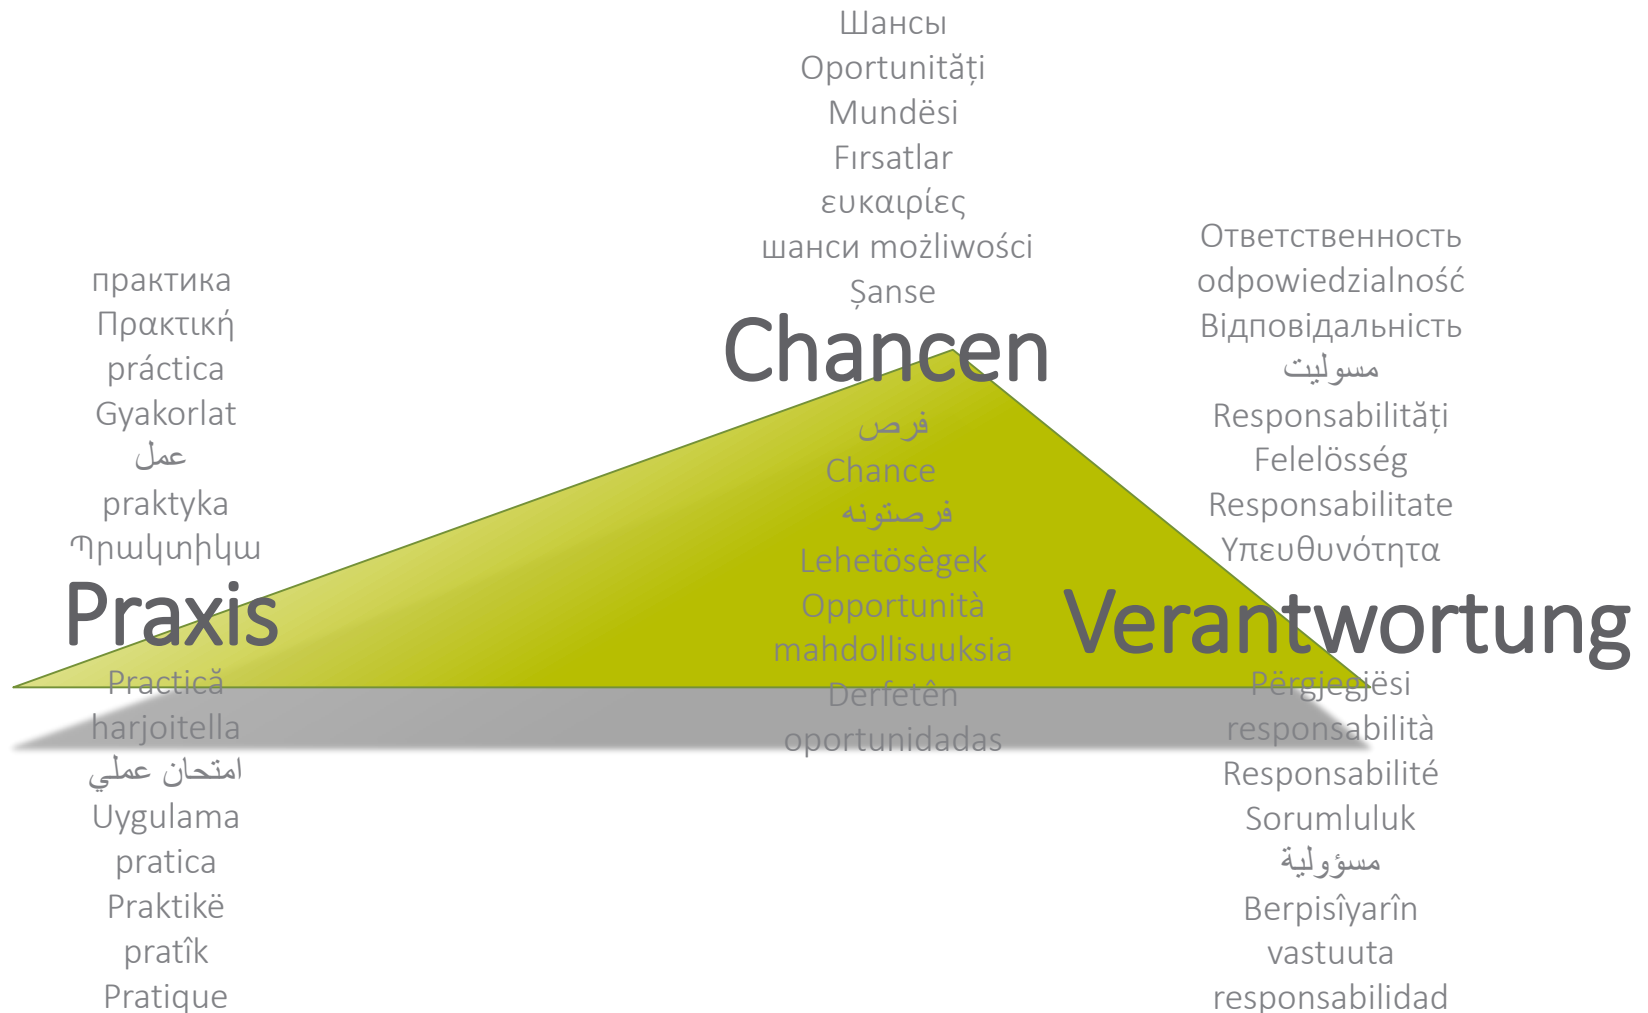 практика
Πρακτική
práctica
Gyakorlat
عمل
praktyka
Պրակտիկա
Praxis
Practică
harjoitella
امتحان عملي
Uygulama
pratica
Praktikë
pratîk
Pratique
Шансы
Oportunități
Mundësi
Fırsatlar
ευκαιρίες
шанси możliwości
Șanse
Chancen
فرص
Chance
فرصتونه
Lehetösègek
Opportunità
mahdollisuuksia
Derfetên
oportunidadas
Ответственность
odpowiedzialność
Відповідальність
مسولیت
Responsabilități
Felelösség
Responsabilitate
Υπευθυνότητα
Verantwortung
Përgjegjësi
responsabilità
Responsabilité
Sorumluluk
مسؤولية
Berpisîyarîn
vastuuta
responsabilidad